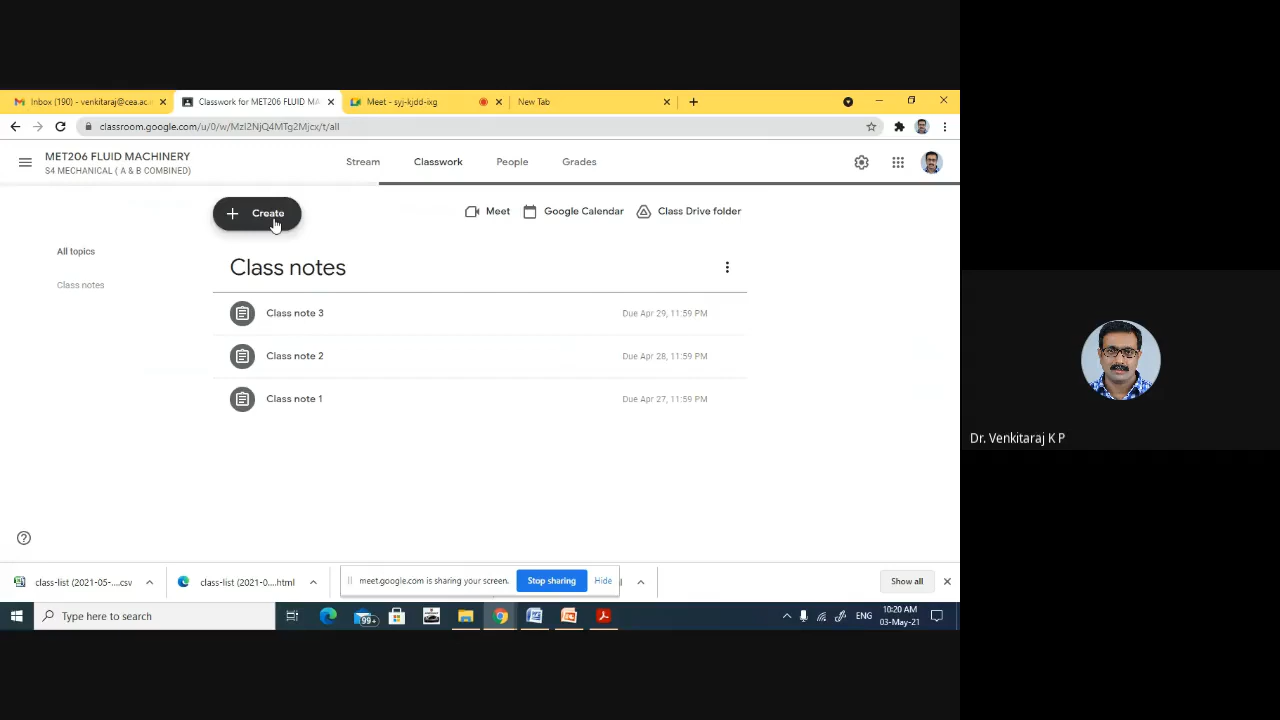 Inbox (190) - venkitaraj@cea.ac.
Classwork for MET206 FLUID MA
Meet - syj-kjdd-ixg
New Tab
classroom.google.com/u/0/w/MzI2NjQ4MTg2Mjcx/t/all
MET206 FLUID MACHINERY
S4 MECHANICAL ( A & B COMBINED)
Stream
Classwork
People
Grades
Create
Meet
Google Calendar
Class Drive folder
All topics
Class notes
Class notes
Class note 3
Due Apr 29, 11:59 PM
Class note 2
Due Apr 28, 11:59 PM
Class note 1
Due Apr 27, 11:59 PM
Dr. Venkitaraj K P
class-list (2021-05-....csv
class-list (2021-0....html
meet.google.com is sharing your screen.
Stop sharing
Hide
Show all
Type here to search
99+
ENG
10:20 AM
03-May-21